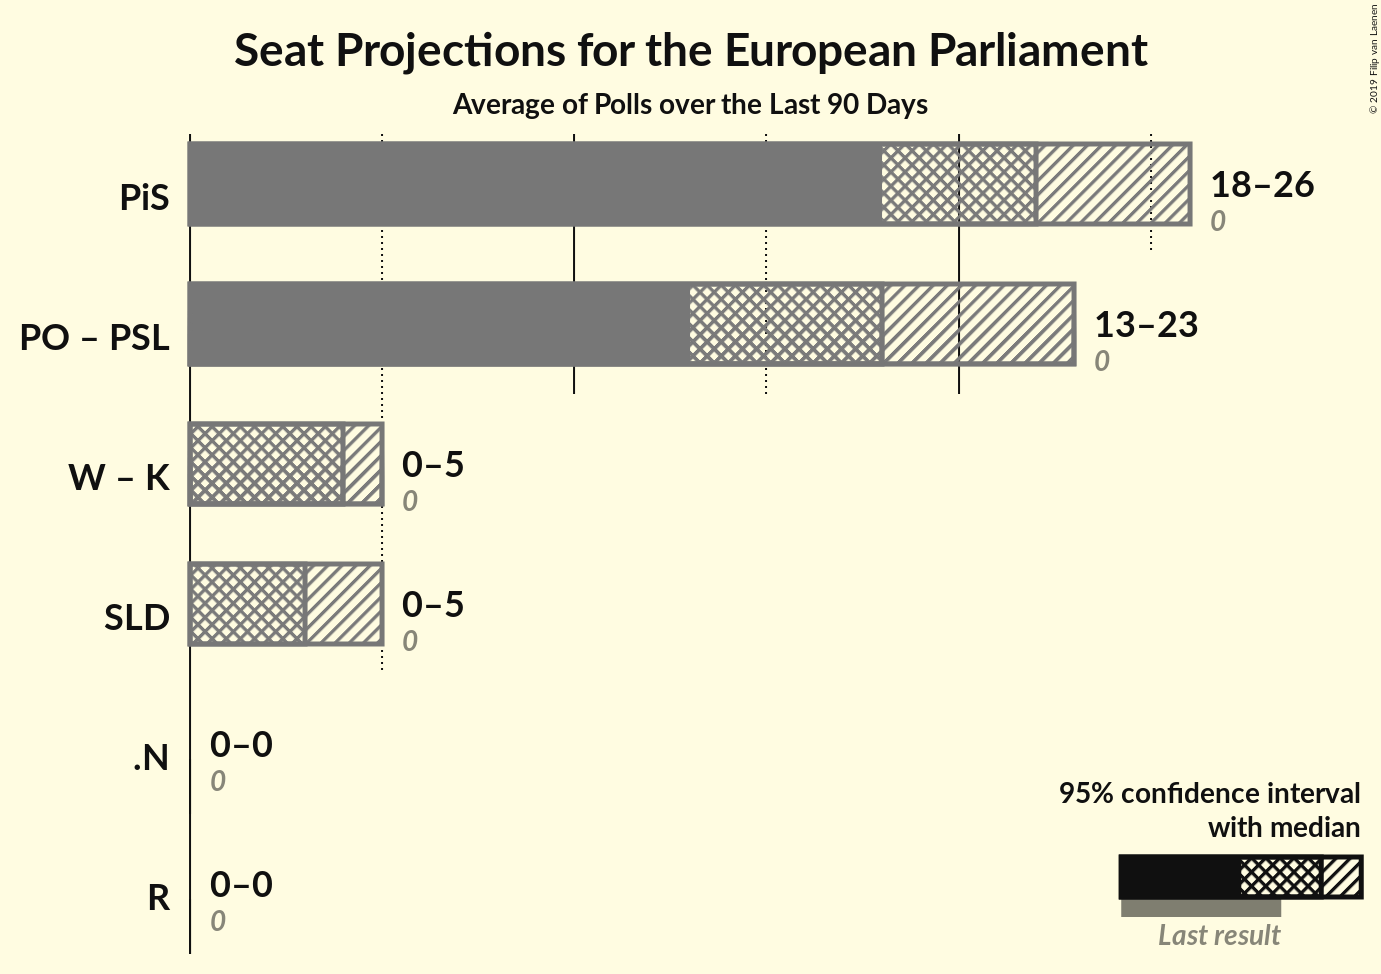 Seat Projections for the European Parliament
Average of Polls over the Last 90 Days
© 2019 Filip van Laenen
PiS
18–26
0
PO – PSL
13–23
0
W – K
0–5
0
SLD
0–5
0
.N
0–0
0
R
0–0
0
95% confidence interval
with median
Last result